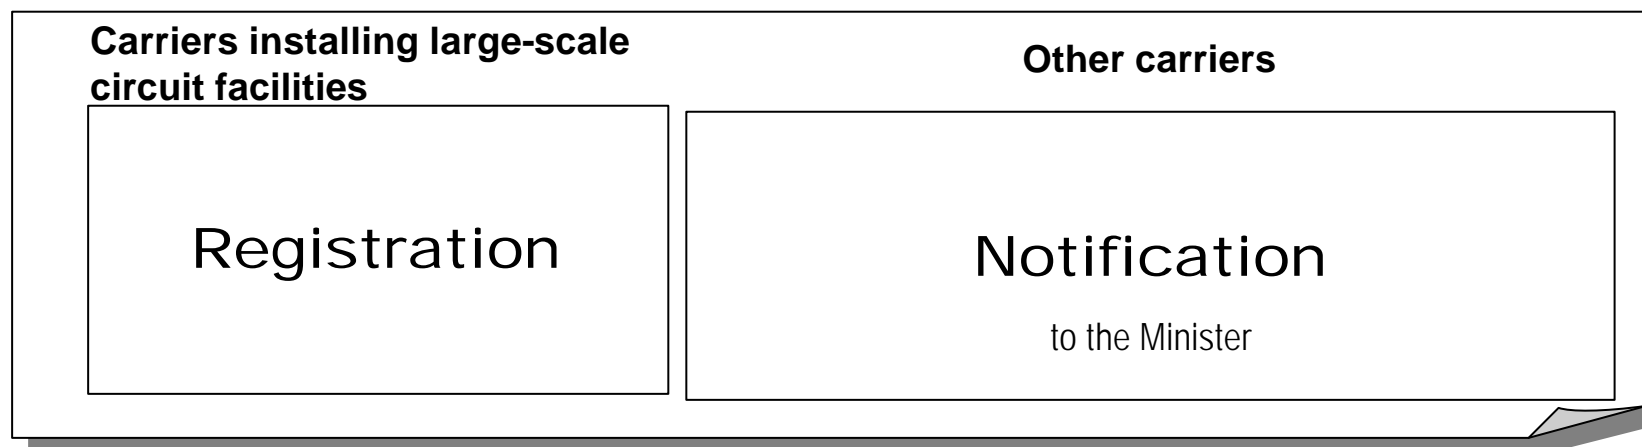 Carriers installing large-scale
circuit facilities
Other carriers
Registration
Notification
to the Minister